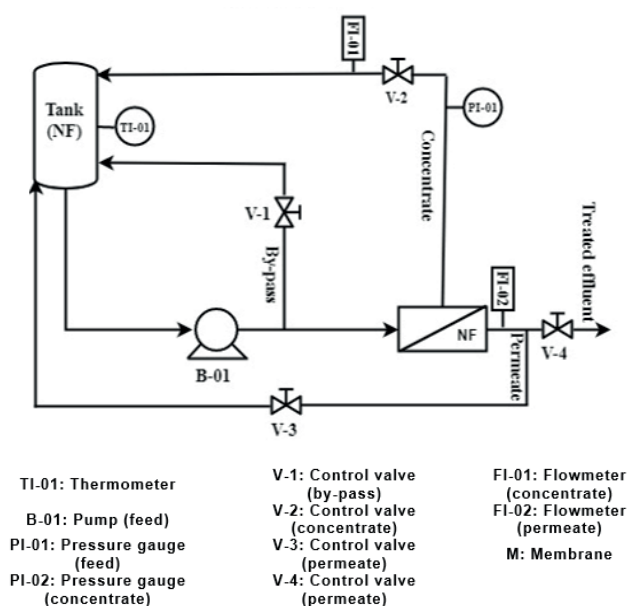 FI-01
V-2
Tank
(NF)
TI-01
PI-01
Concentrate
V-1
By-pass
Treated effluent
FI-02
NF
V-4
Permeate
B-01
V-3
TI-01: Thermometer
B-01: Pump (feed)
PI-01: Pressure gauge
(feed)
PI-02: Pressure gauge
(concentrate)
V-1: Control valve
(by-pass)
V-2: Control valve
(concentrate)
V-3: Control valve
(permeate)
V-4: Control valve
(permeate)
FI-01: Flowmeter
(concentrate)
FI-02: Flowmeter
(permeate)
M: Membrane